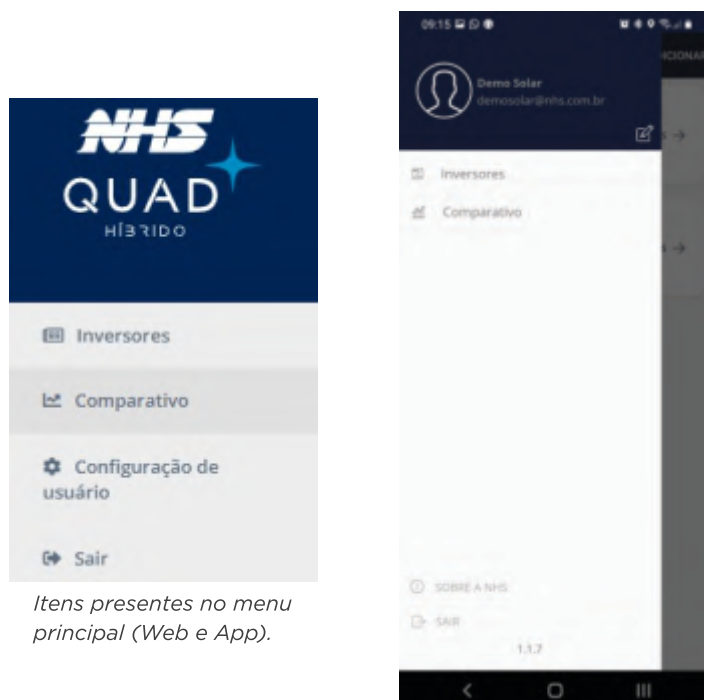 NHS
QUAD
HÍBRIDO
Inversores
Comparativo
Configuração de
usuário
Sair
Itens presentes no menu
principal (Web e App).
09:15
ICIONAR
Demo Solar
demosolar@nhs.com.br
Inversores
Comparativo
SOBRE A NHS
SAIR
1.1.7